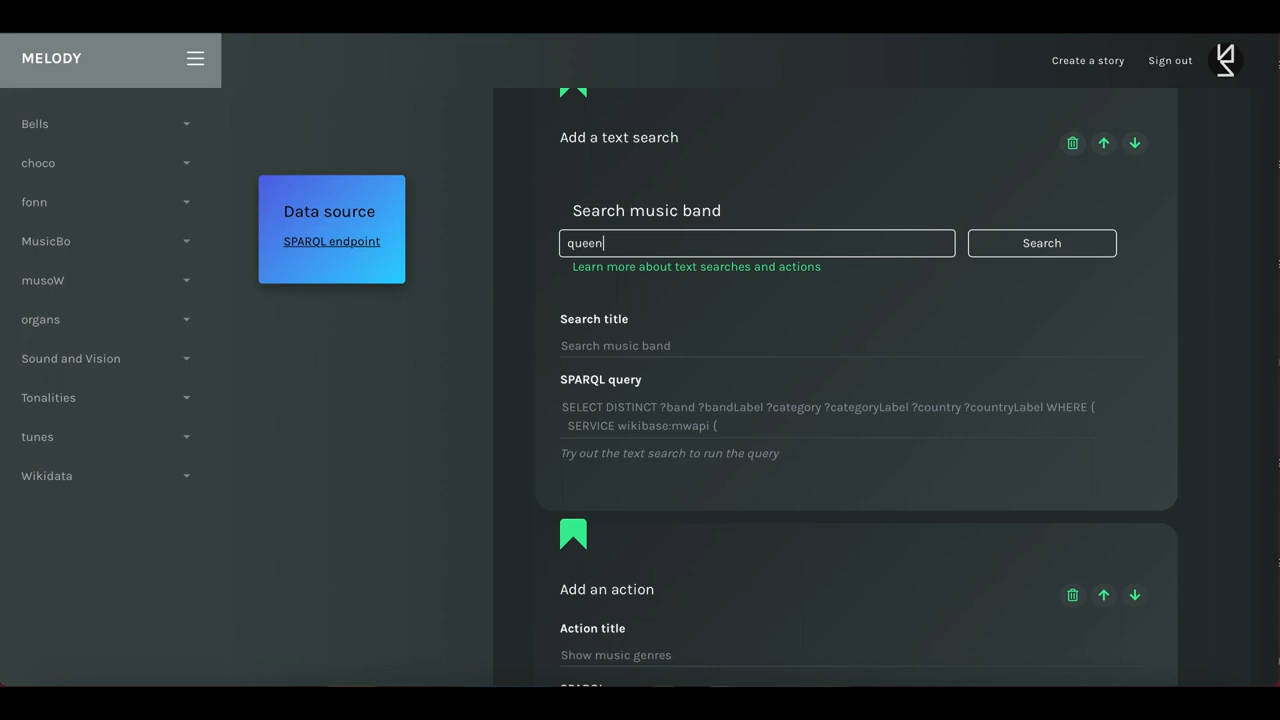 MELODY
Create a story
Sign out
Bells
choco
fonn
MusicBo
musoW
organs
Sound and Vision
Tonalities
tunes
Wikidata
Data source
SPARQL endpoint
Add a text search
Search music band
queen
Search
Learn more about text searches and actions
Search title
Search music band
SPARQL query
SELECT DISTINCT ?band ?bandLabel ?category ?categoryLabel ?country ?countryLabel WHERE {
SERVICE wikibase:mwapi {
Try out the text search to run the query
Add an action
Action title
Show music genres